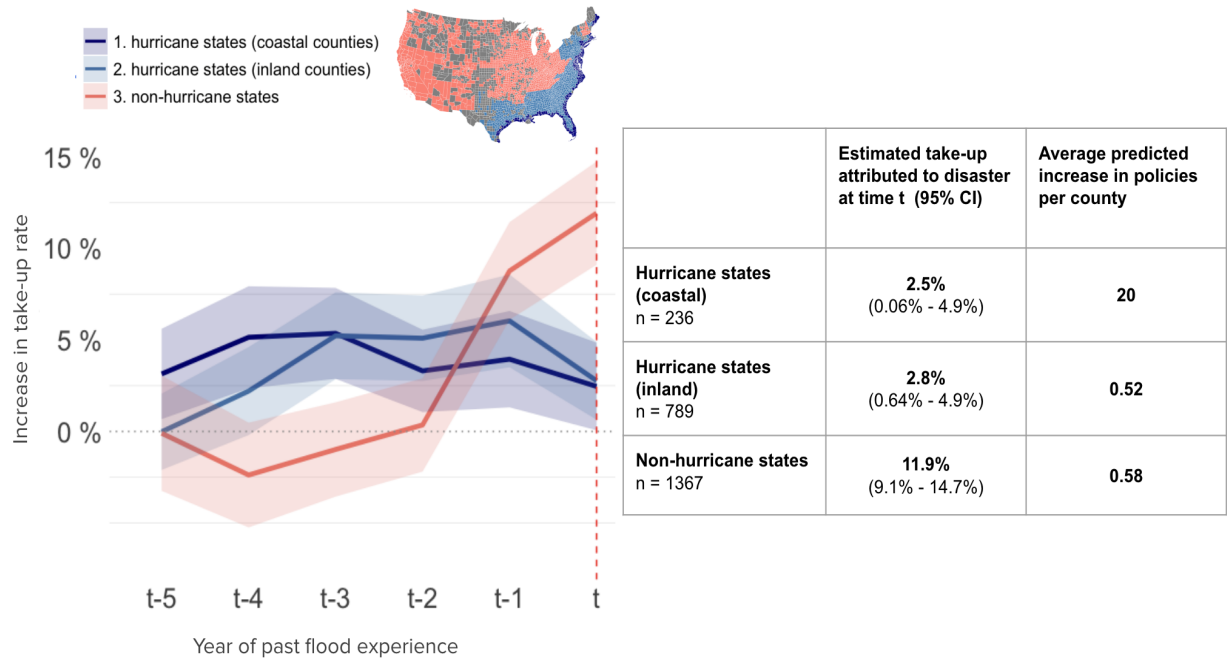 1. hurricane states (coastal counties)
2. hurricane states (inland counties)
3. non-hurricane states
15 %
10 %
5 %
0 %
Increase in take-up rate
t-5
t-4
t-3
t-2
t-1
t
Year of past flood experience
Estimated take-up
attributed to disaster
at time t (95% CI)
Average predicted
increase in policies
per county
Hurricane states
(coastal)
n = 236
2.5%
(0.06% - 4.9%)
20
Hurricane states
(inland)
n = 789
2.8%
(0.64% - 4.9%)
0.52
Non-hurricane states
n = 1367
11.9%
(9.1% - 14.7%)
0.58